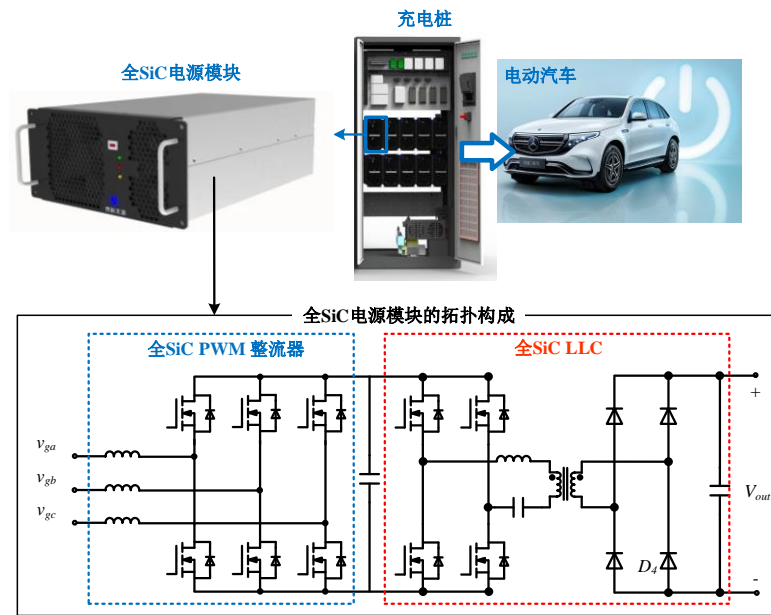 充电桩
全SiC电源模块
电动汽车
全SiC电源模块的拓扑构成
全SiC PWM 整流器
全SiC LLC
+
vga
vgb
vgc
Vout
D4
-